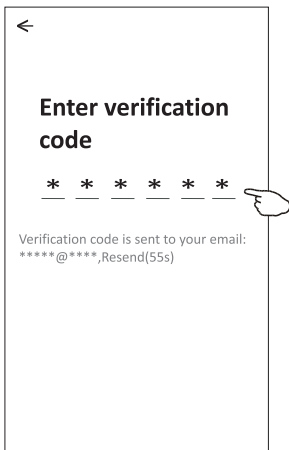 Enter verification
code
* * * * * *
Verification code is sent to your email:
*****@****,Resend(55s)